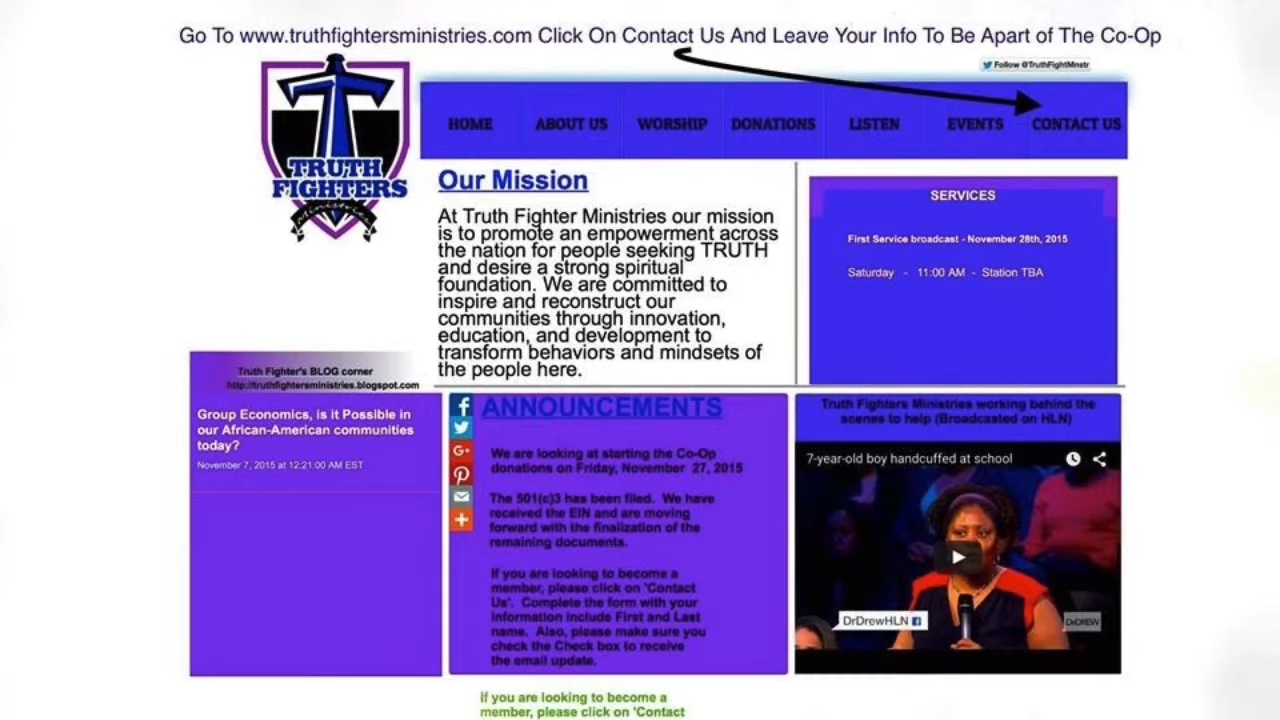 Go To www.truthfightersministries.com Click On Contact Us And Leave Your Info To Be Apart of The Co-Op
Follow @TruthFightMnstr
TRUTH
FIGHTERS
Ministries
HOME ABOUT US WORSHIP DONATIONS LISTEN EVENTS CONTACT US
Our Mission
At Truth Fighter Ministries our mission
is to promote an empowerment across
the nation for people seeking TRUTH
and desire a strong spiritual
foundation. We are committed to
inspire and reconstruct our
communities through innovation,
education, and development to
transform behaviors and mindsets of
the people here.
SERVICES
First Service broadcast - November 28th, 2015
Saturday - 11:00 AM - Station TBA
Truth Fighter's BLOG corner
http://truthfightersministries.blogspot.com
Group Economics, is it Possible in
our African-American communities
today?
November 7, 2015 at 12:21:00 AM EST
ANNOUNCEMENTS
We are looking at starting the Co-Op
donations on Friday, November 27, 2015
The 501(c)3 has been filed. We have
received the EIN and are moving
forward with the finalization of the
remaining documents.
If you are looking to become a
member, please click on 'Contact
Us'. Complete the form with your
information include First and Last
name. Also, please make sure you
check the Check box to receive
the email update.
If you are looking to become a
member, please click on 'Contact
Truth Fighters Ministries working behind the
scenes to help (Broadcasted on HLN)
7-year-old boy handcuffed at school
DrDrewHLN
DrDREW